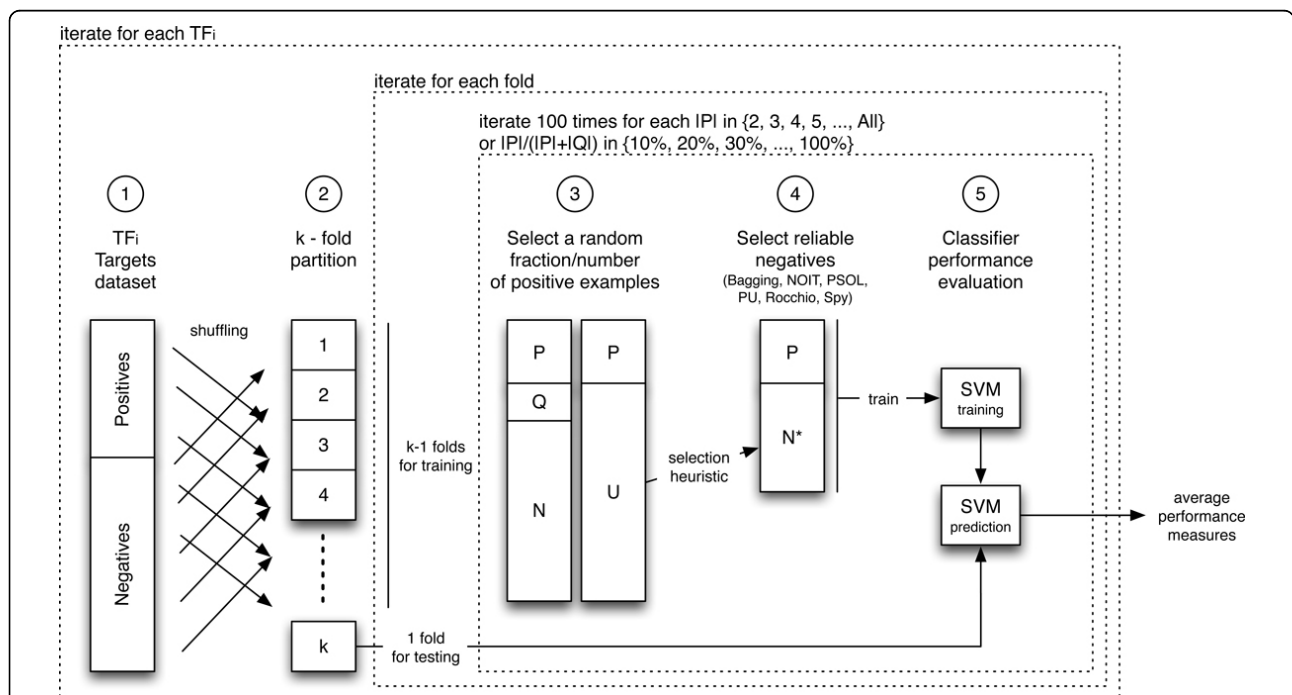 iterate for each TFi
iterate for each fold
iterate 100 times for each |P| in {2, 3, 4, 5, ..., All}
or |P|/(|P|+|Q|) in {10%, 20%, 30%, ..., 100%}
1
TFi
Targets
dataset
2
k - fold
partition
3
Select a random
fraction/number
of positive examples
4
Select reliable
negatives
(Bagging, NOIT, PSOL,
PU, Rocchio, Spy)
5
Classifier
performance
evaluation
Positives
Negatives
shuffling
1
2
3
4
k
k-1 folds
for training
1 fold
for testing
P
Q
N
P
U
selection
heuristic
P
N*
train
SVM
training
SVM
prediction
average
performance
measures